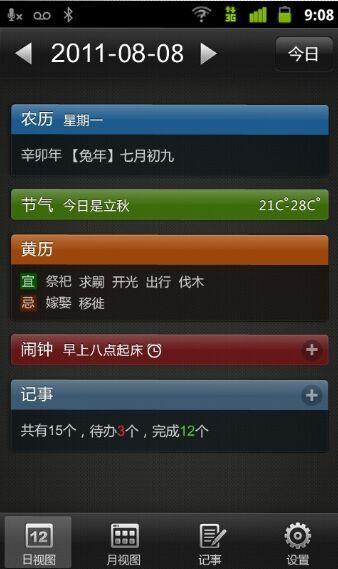 3G 9:08
2011-08-08 今日
农历 星期一
辛卯年 【兔年】七月初九
节气 今日是立秋 21C°-28C°
黄历
宜 祭祀 求嗣 开光 出行 伐木
忌 嫁娶 移徙
闹钟 早上八点起床
记事
共有15个，待办3个，完成12个
12
日视图 月视图 记事 设置